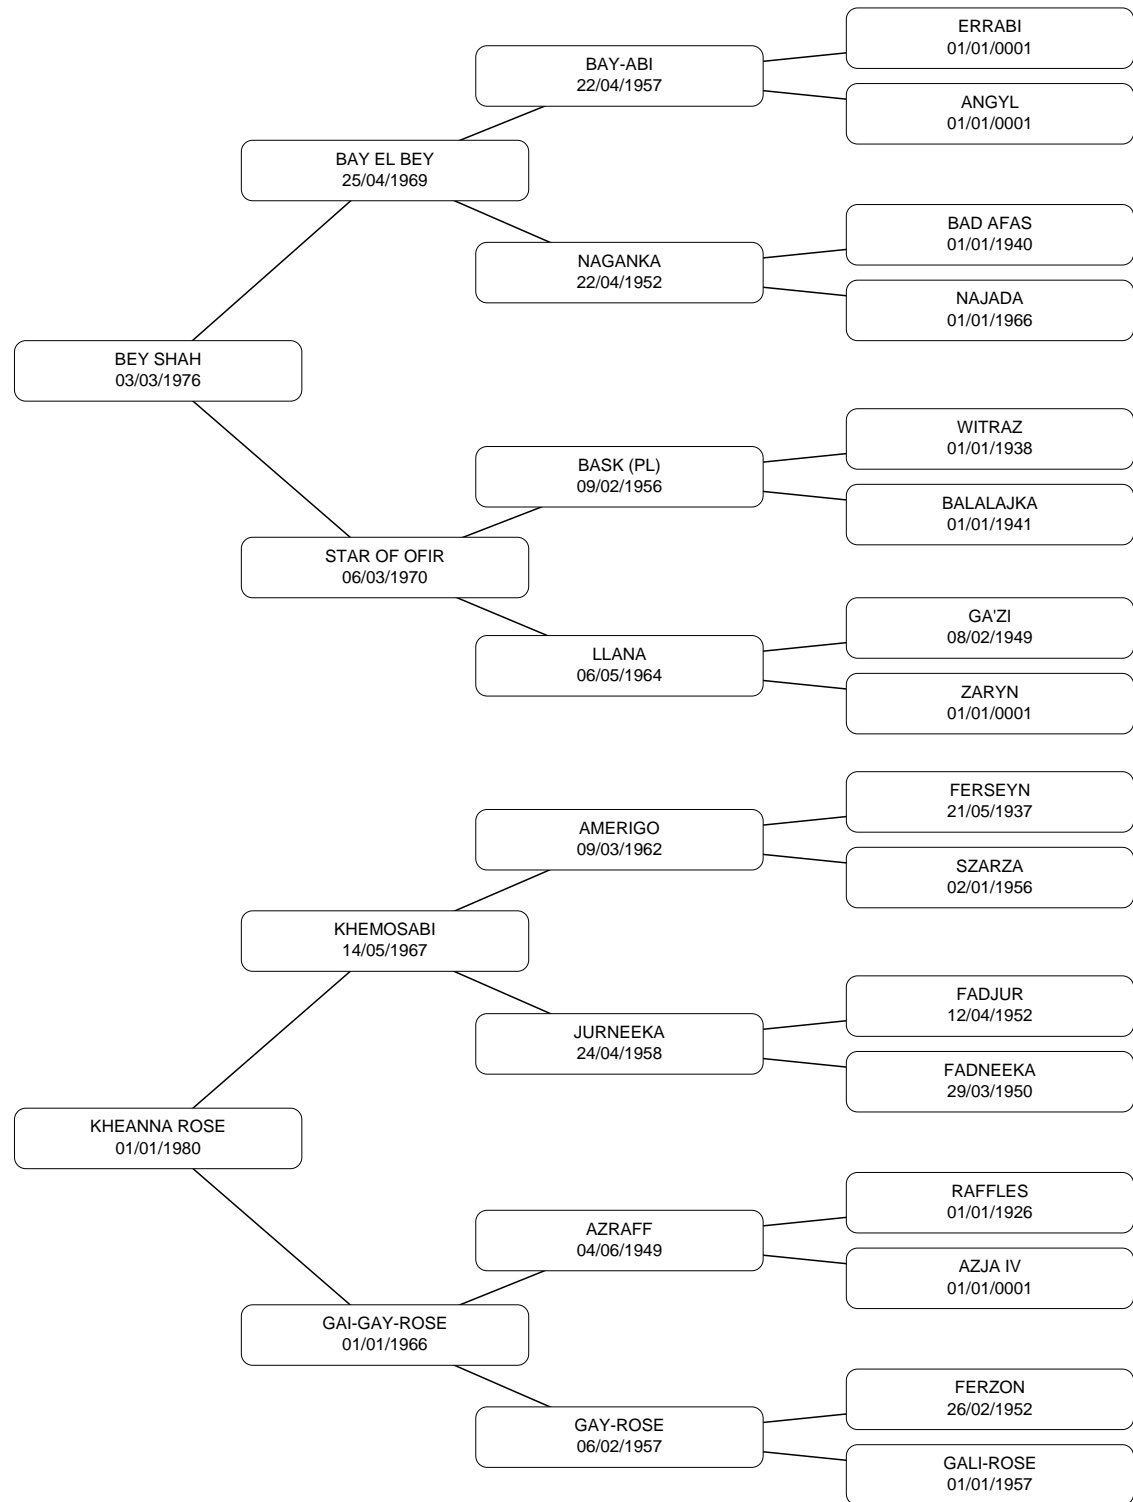 ERRABI
01/01/0001
BAY-ABI
22/04/1957
ANGYL
01/01/0001
BAY EL BEY
25/04/1969
BAD AFAS
01/01/1940
NAGANKA
22/04/1952
NAJADA
01/01/1966
BEY SHAH
03/03/1976
WITRAZ
01/01/1938
BASK (PL)
09/02/1956
BALALAJKA
01/01/1941
STAR OF OFIR
06/03/1970
GA'ZI
08/02/1949
LLANA
06/05/1964
ZARYN
01/01/0001
FERSEYN
21/05/1937
AMERIGO
09/03/1962
SZARZA
02/01/1956
KHEMOSABI
14/05/1967
FADJUR
12/04/1952
JURNEEKA
24/04/1958
FADNEEKA
29/03/1950
KHEANNA ROSE
01/01/1980
RAFFLES
01/01/1926
AZRAFF
04/06/1949
AZJA IV
01/01/0001
GAI-GAY-ROSE
01/01/1966
FERZON
26/02/1952
GAY-ROSE
06/02/1957
GALI-ROSE
01/01/1957